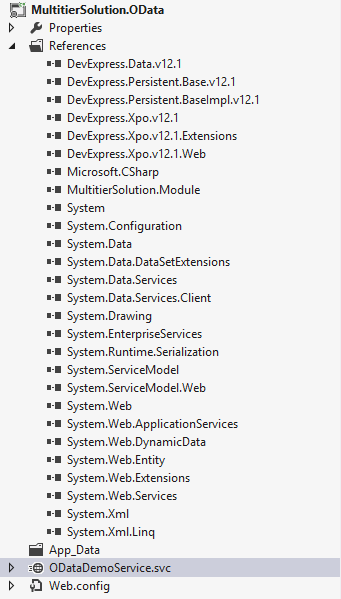 MultitierSolution.OData
Properties
References
DevExpress.Data.v12.1
DevExpress.Persistent.Base.v12.1
DevExpress.Persistent.BaseImpl.v12.1
DevExpress.Xpo.v12.1
DevExpress.Xpo.v12.1.Extensions
DevExpress.Xpo.v12.1.Web
Microsoft.CSharp
MultitierSolution.Module
System
System.Configuration
System.Data
System.Data.DataSetExtensions
System.Data.Services
System.Data.Services.Client
System.Drawing
System.EnterpriseServices
System.Runtime.Serialization
System.ServiceModel
System.ServiceModel.Web
System.Web
System.Web.ApplicationServices
System.Web.DynamicData
System.Web.Entity
System.Web.Extensions
System.Web.Services
System.Xml
System.Xml.Linq
App_Data
ODataDemoService.svc
Web.config